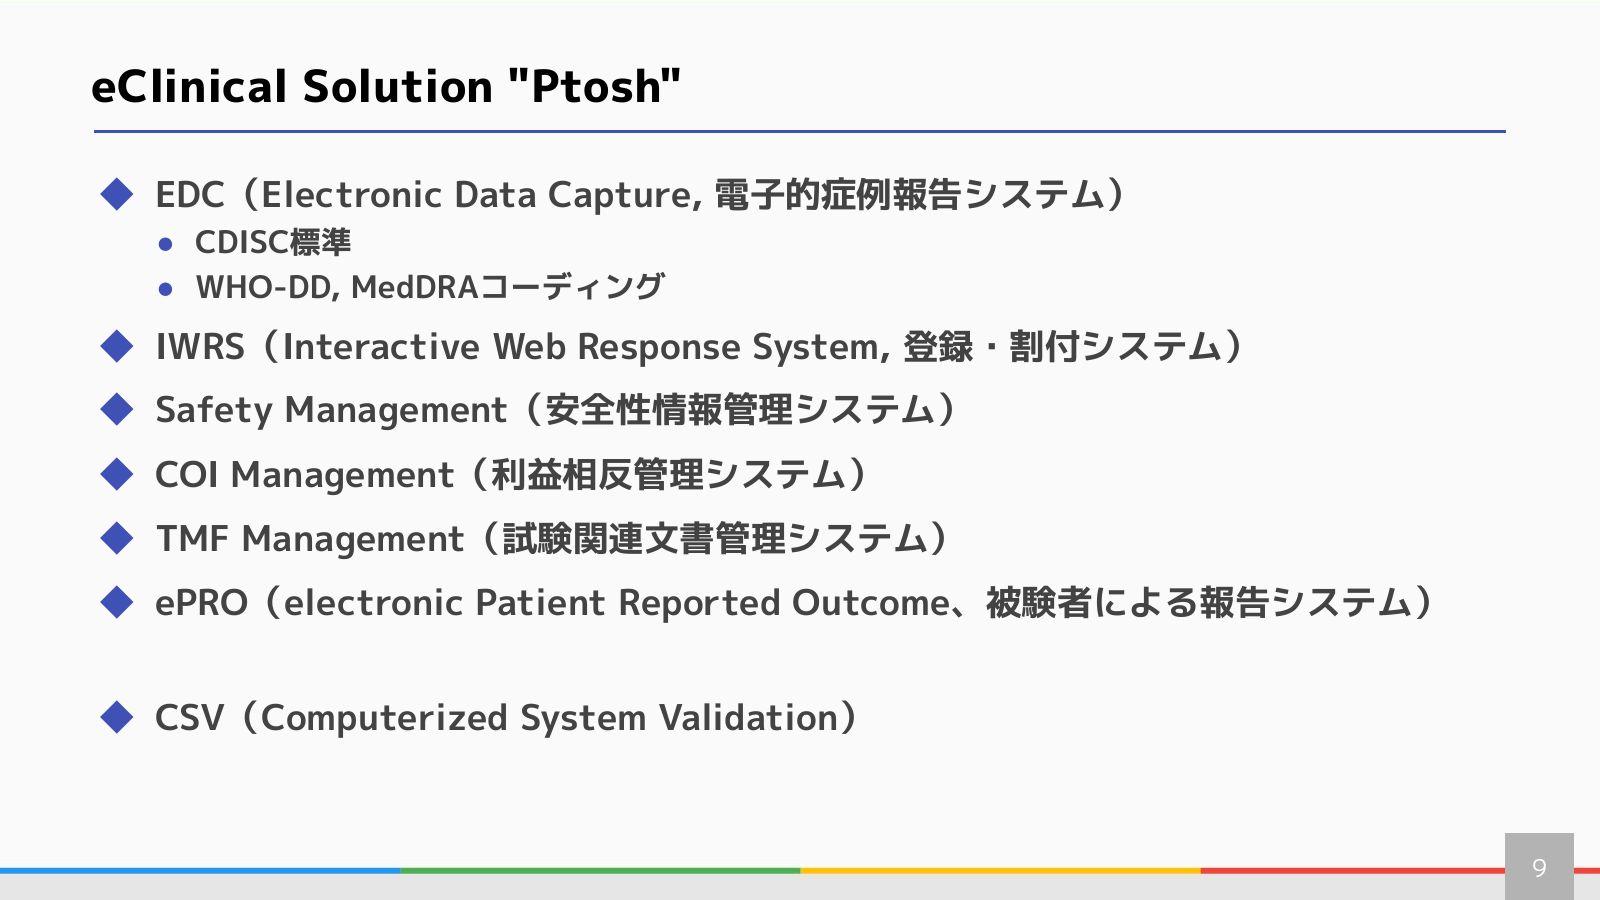 eClinical Solution "Ptosh"
EDC（Electronic Data Capture, 電子的症例報告システム）
CDISC標準
WHO-DD, MedDRAコーディング
IWRS（Interactive Web Response System, 登録・割付システム）
Safety Management（安全性情報管理システム）
COI Management（利益相反管理システム）
TMF Management（試験関連文書管理システム）
ePRO（electronic Patient Reported Outcome、被験者による報告システム）
CSV（Computerized System Validation）
9